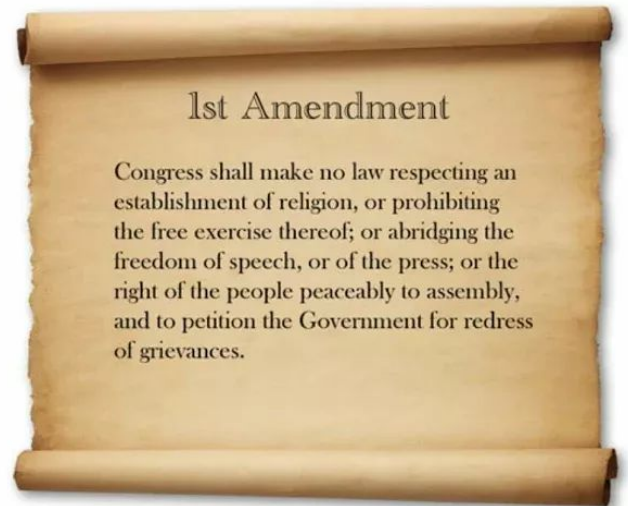 1st Amendment
Congress shall make no law respecting an
establishment of religion, or prohibiting
the free exercise thereof; or abridging the
freedom of speech, or of the press; or the
right of the people peaceably to assembly,
and to petition the Government for redress
of grievances.